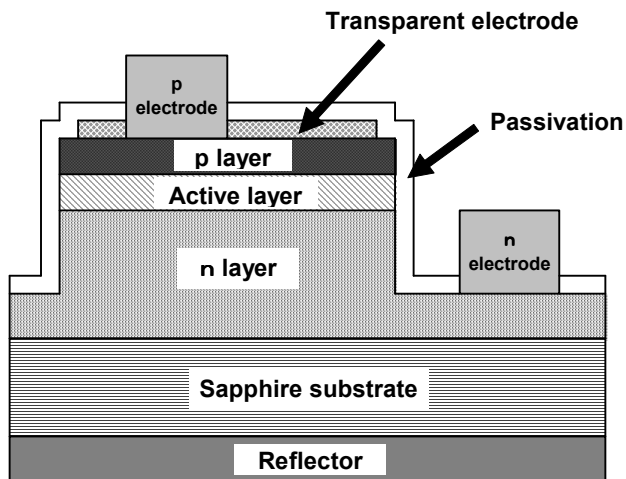 Transparent electrode
p
electrode
Passivation
p layer
Active layer
n
electrode
n layer
Sapphire substrate
Reflector